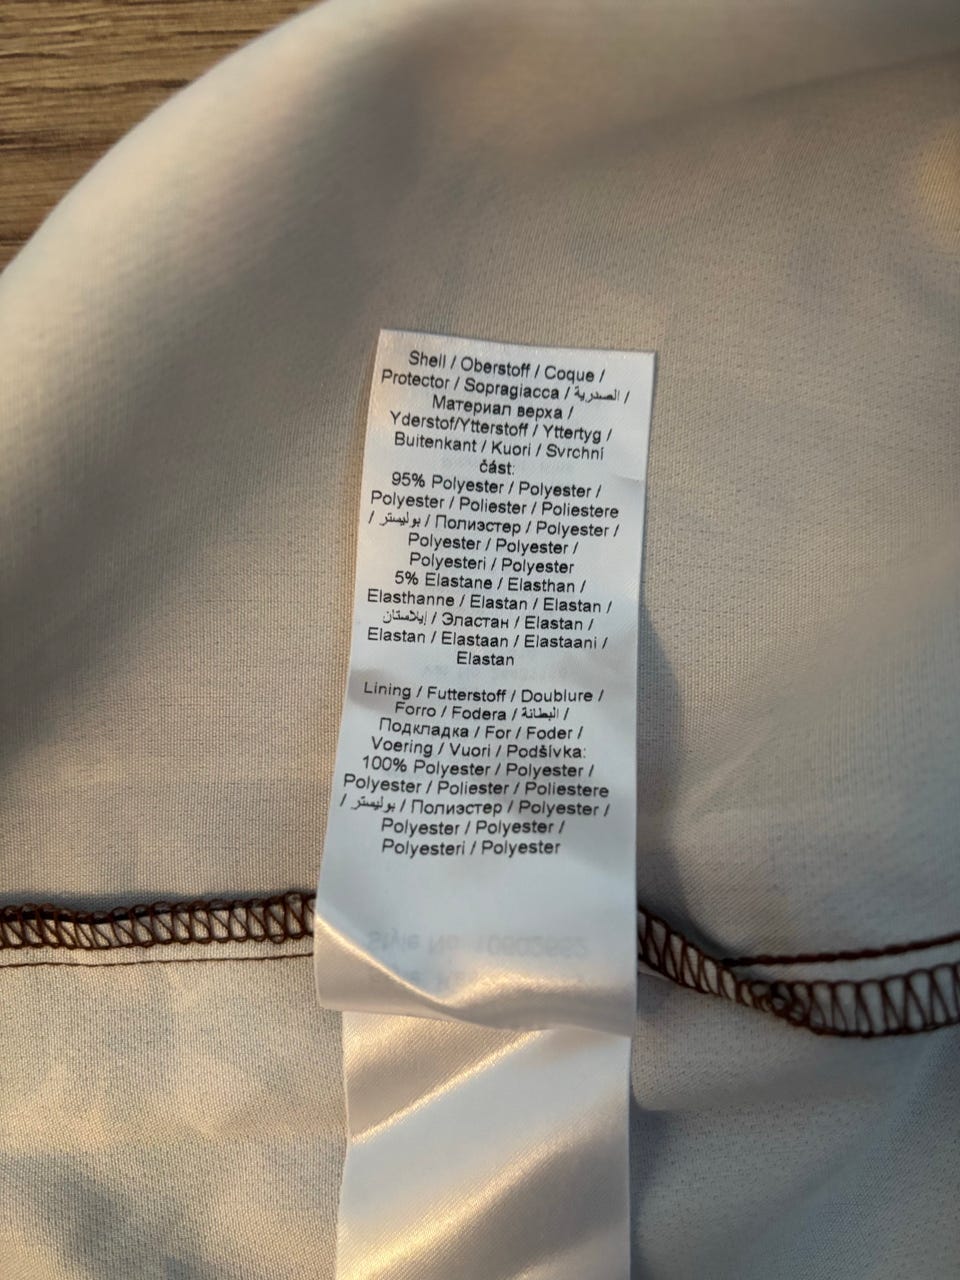 Shell / Oberstoff / Coque /
Protector / Sopragiacca / الصدرية /
Материал верха /
Yderstof/Ytterstoff / Yttertyg /
Buitenkant / Kuori / Svrchní
část:
95% Polyester / Polyester /
Polyester / Poliester / Poliestere
/ بوليستر / Полиэстер / Polyester /
Polyester / Polyester /
Polyesteri / Polyester
5% Elastane / Elasthan /
Elasthanne / Elastan / Elastan /
إيلاستان / Эластан / Elastan /
Elastan / Elastaan / Elastaani /
Elastan
Lining / Futterstoff / Doublure /
Forro / Fodera / البطانة /
Подкладка / For / Foder /
Voering / Vuori / Podšívka:
100% Polyester / Polyester /
Polyester / Poliester / Poliestere
/ بوليستر / Полиэстер / Polyester /
Polyester / Polyester /
Polyesteri / Polyester